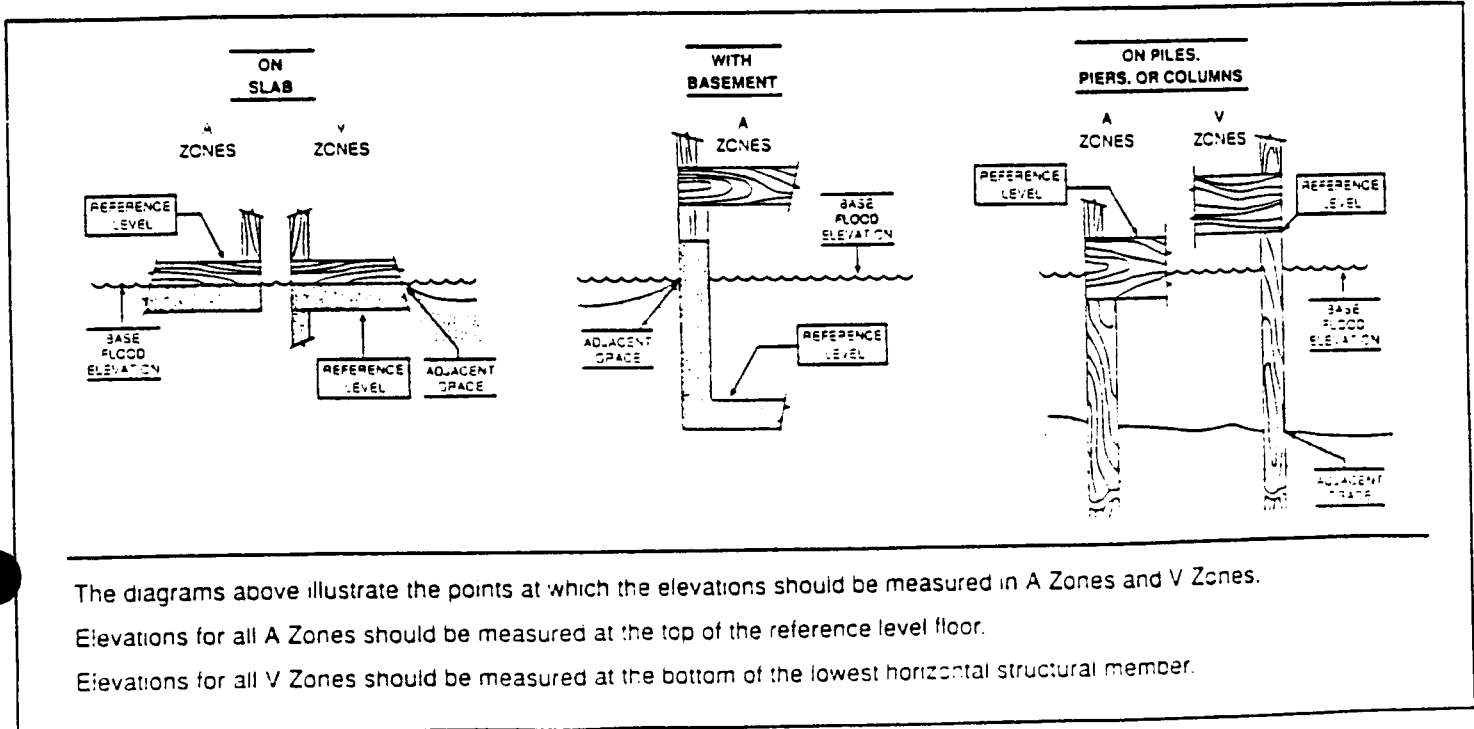 ON
SLAB
A
ZONES
V
ZONES
REFERENCE
LEVEL
BASE
FLOOD
ELEVATION
REFERENCE
LEVEL
ADJACENT
GRADE
WITH
BASEMENT
A
ZONES
BASE
FLOOD
ELEVATION
ADJACENT
GRADE
REFERENCE
LEVEL
ON PILES.
PIERS. OR COLUMNS
A
ZONES
V
ZONES
REFERENCE
LEVEL
REFERENCE
LEVEL
BASE
FLOOD
ELEVATION
ADJACENT
GRADE
The diagrams above illustrate the points at which the elevations should be measured in A Zones and V Zones.
Elevations for all A Zones should be measured at the top of the reference level floor.
Elevations for all V Zones should be measured at the bottom of the lowest horizontal structural member.